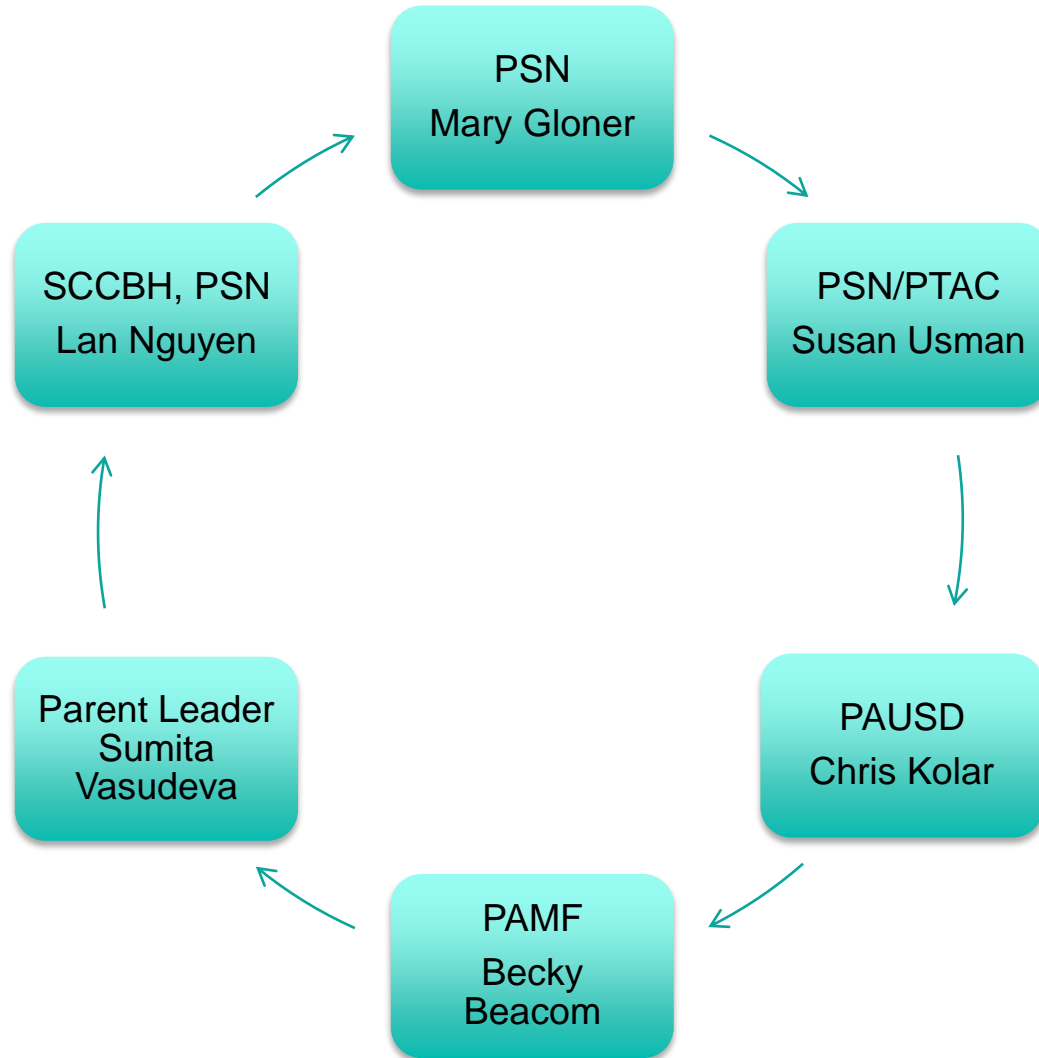 PSN
Mary Gloner
PSN/PTAC
Susan Usman
PAUSD
Chris Kolar
PAMF
Becky
Beacom
Parent Leader
Sumita
Vasudeva
SCCBH, PSN
Lan Nguyen